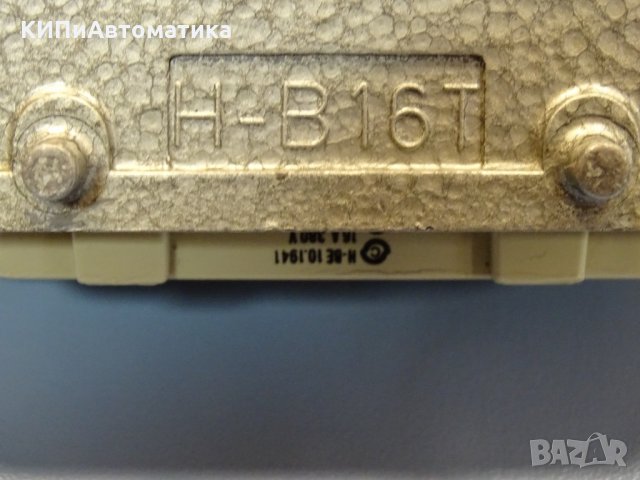 КИПиАвтоматика
H-B16T
16A 380 V
H-BE 10.1941
BAZAR